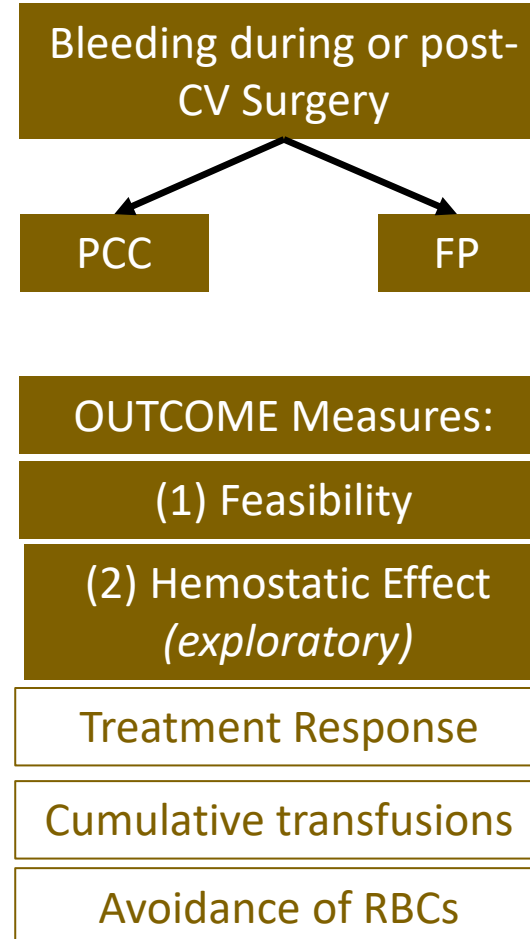 Bleeding during or post-
CV Surgery
PCC
FP
OUTCOME Measures:
(1) Feasibility
(2) Hemostatic Effect
(exploratory)
Treatment Response
Cumulative transfusions
Avoidance of RBCs